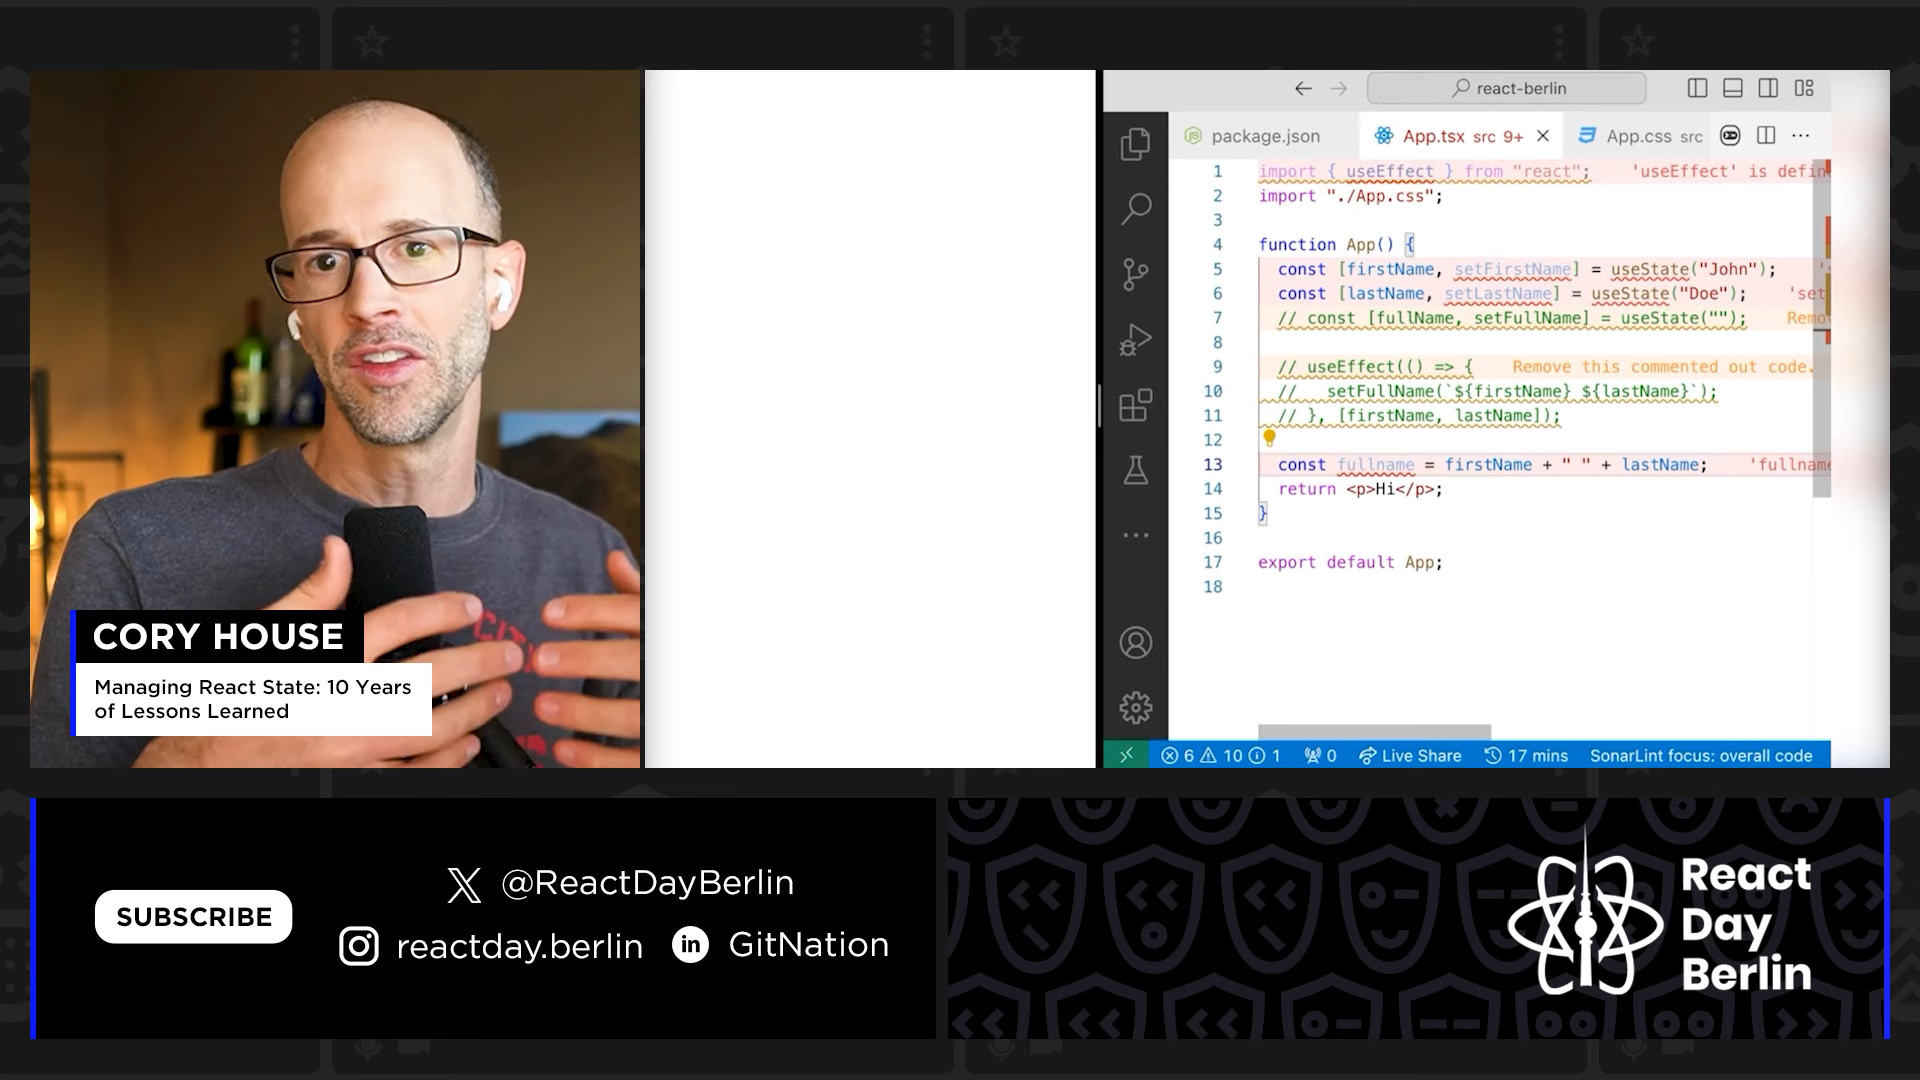 react-berlin
package.json
App.tsx src 9+
App.css src
1 import { useEffect } from "react"; 'useEffect' is defin
2 import "./App.css";
3
4 function App() {
5 const [firstName, setFirstName] = useState("John");
6 const [lastName, setLastName] = useState("Doe"); 'set
7 // const [fullName, setFullName] = useState(""); Remo
8
9 // useEffect(() => { Remove this commented out code.
10 // setFullName(`${firstName} ${lastName}`);
11 // }, [firstName, lastName]);
12
13 const fullname = firstName + " " + lastName; 'fullname
14 return <p>Hi</p>;
15 }
16
17 export default App;
18
6 10 1 0 Live Share 17 mins SonarLint focus: overall code
CORY HOUSE
Managing React State: 10 Years
of Lessons Learned
SUBSCRIBE
@ReactDayBerlin
reactday.berlin
in GitNation
React
Day
Berlin